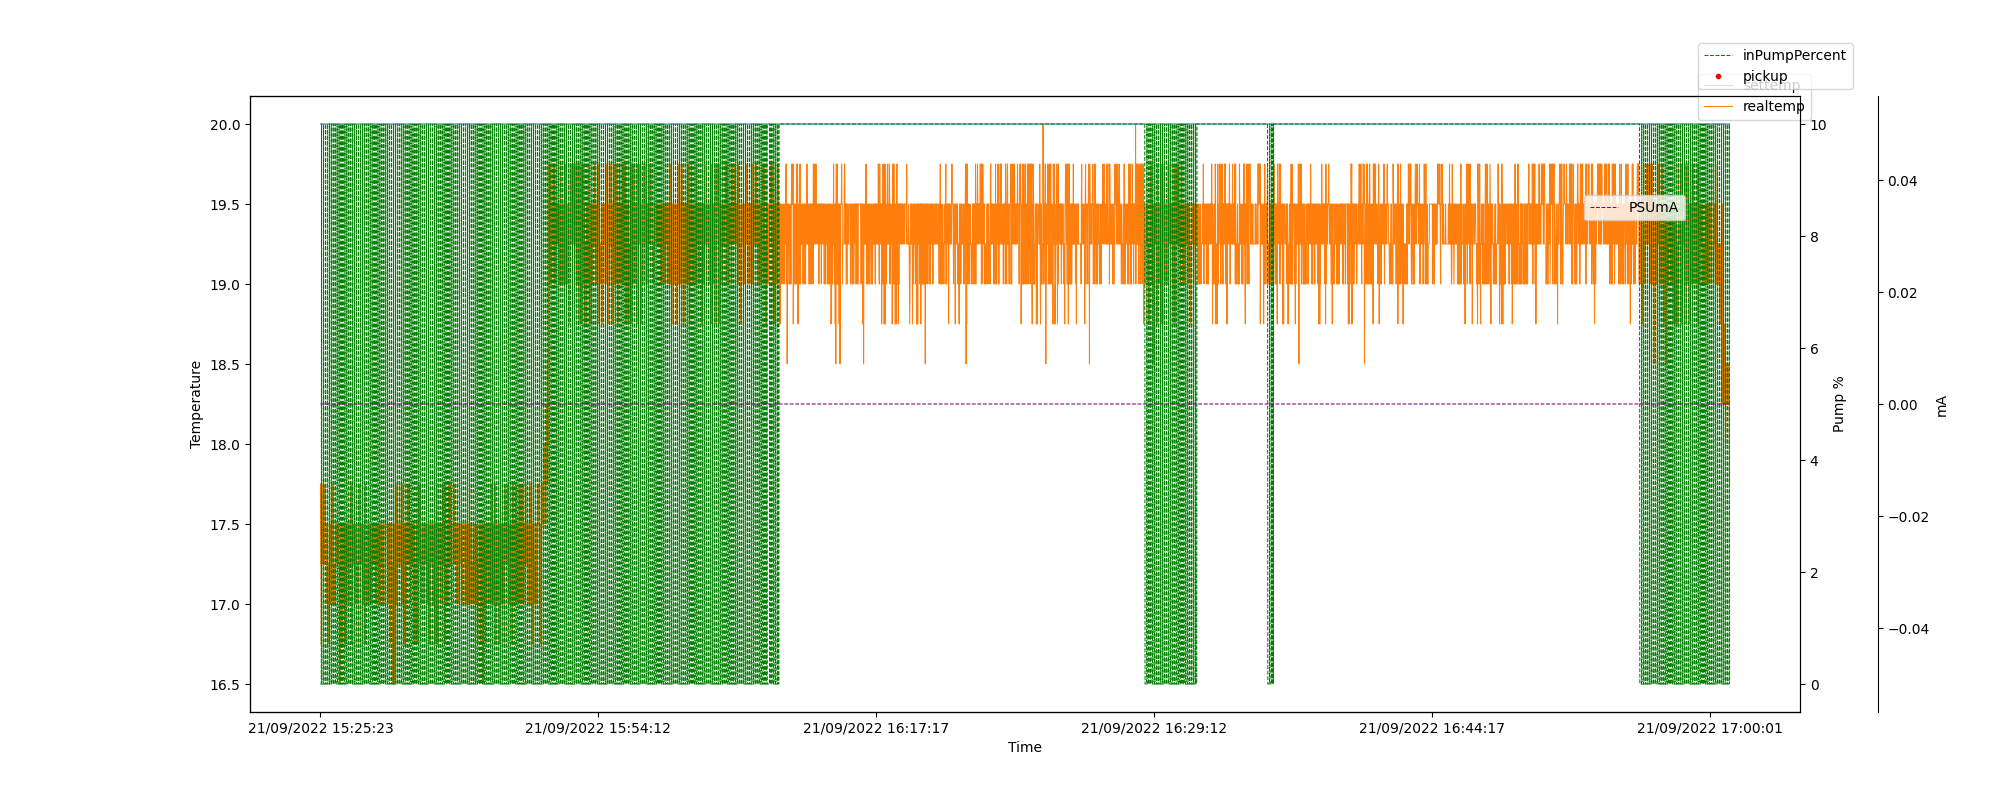 inPumpPercent
pickup
settemp
realtemp
PSUmA
20.0
19.5
19.0
18.5
18.0
17.5
17.0
16.5
Temperature
10
8
6
4
2
0
Pump %
0.04
0.02
0.00
−0.02
−0.04
mA
21/09/2022 15:25:23
21/09/2022 15:54:12
21/09/2022 16:17:17
21/09/2022 16:29:12
21/09/2022 16:44:17
21/09/2022 17:00:01
Time